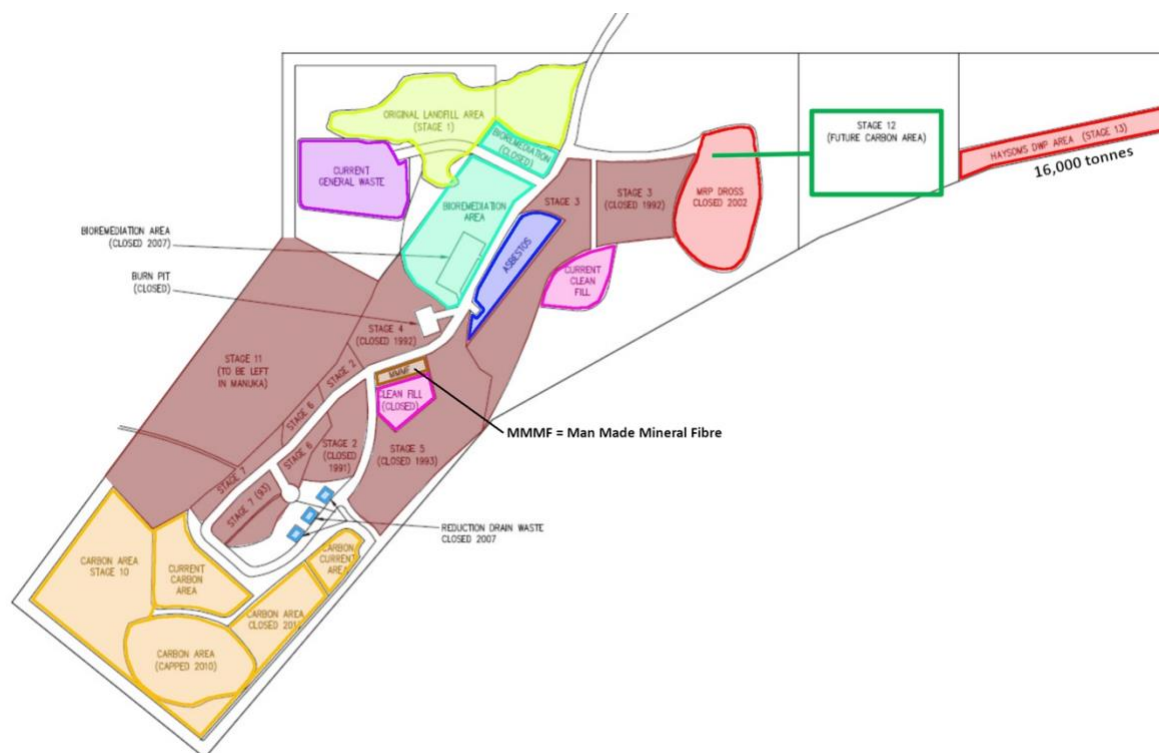 ORIGINAL LANDFILL AREA
(STAGE 1)
BIOREMEDIATION
(CLOSED)
CURRENT
GENERAL WASTE
STAGE 12
(FUTURE CARBON AREA)
HAYSOMS DWP AREA (STAGE 13)
16,000 tonnes
STAGE 3
STAGE 3
(CLOSED 1992)
MRP DROSS
CLOSED 2002
BIOREMEDIATION
AREA
BIOREMEDIATION AREA
(CLOSED 2007)
ASBESTOS
CURRENT
CLEAN
FILL
BURN PIT
(CLOSED)
STAGE 4
(CLOSED 1992)
STAGE 11
(TO BE LEFT
IN MANUKA)
STAGE 2
MMMF
CLEAN FILL
(CLOSED)
MMMF = Man Made Mineral Fibre
STAGE 6
STAGE 6
STAGE 2
(CLOSED
1991)
STAGE 5
(CLOSED 1993)
STAGE 7
STAGE 7 (93)
REDUCTION DRAIN WASTE
CLOSED 2007
CARBON AREA
STAGE 10
CURRENT
CARBON
AREA
CARBON
CURRENT
AREA
CARBON AREA
CLOSED
CARBON AREA
(CAPPED 2010)